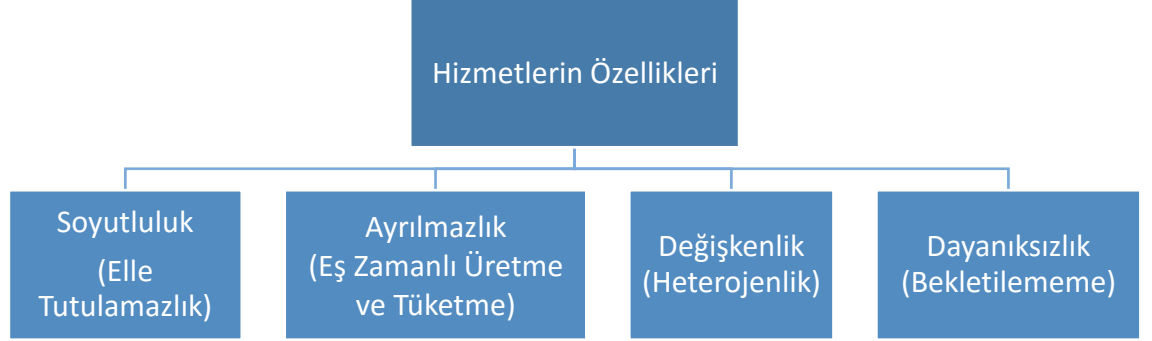 Hizmetlerin Özellikleri
Soyutluluk
(Elle
Tutulamazlık)
Ayrılmazlık
(Eş Zamanlı Üretme
ve Tüketme)
Değişkenlik
(Heterojenlik)
Dayanıksızlık
(Bekletilememe)